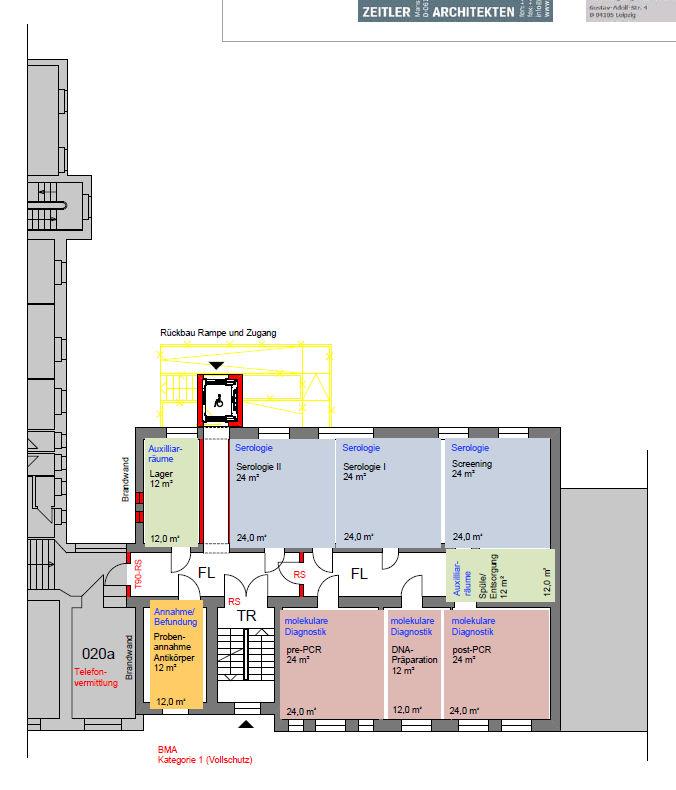 ZEITLER ARCHITEKTEN
Gustav-Adolf-Str. 4
D 04105 Leipzig
Rückbau Rampe und Zugang
Auxilliar-
räume
Lager
12 m²
12,0 m²
Serologie
Serologie II
24 m²
24,0 m²
Serologie
Serologie I
24 m²
24,0 m²
Serologie
Screening
24 m²
24,0 m²
Brandwand
T90-RS
FL
RS
FL
RS
TR
Auxilliar-
räume
Spüle/
Entsorgung
12 m²
12,0 m²
020a
Telefon-
vermittlung
Brandwand
Annahme/
Befundung
Proben-
annahme
Antikörper
12 m²
12,0 m²
molekulare
Diagnostik
pre-PCR
24 m²
24,0 m²
molekulare
Diagnostik
DNA-
Präparation
12 m²
12,0 m²
molekulare
Diagnostik
post-PCR
24 m²
24,0 m²
BMA
Kategorie 1 (Vollschutz)